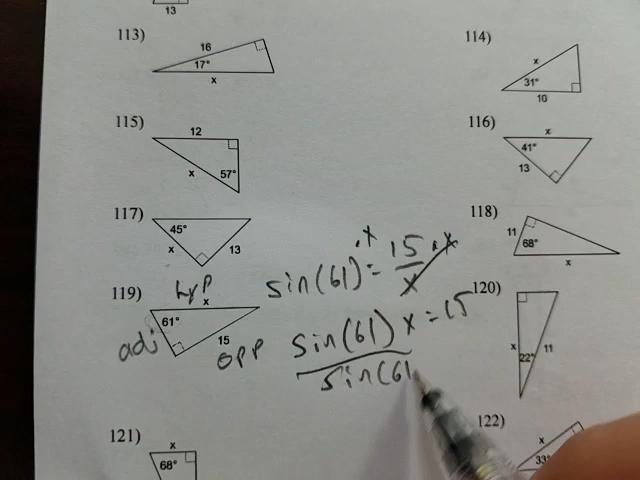 13
113)
16
17°
x
114)
x
31°
10
115)
12
x
57°
116)
x
41°
13
117)
45°
x
13
118)
11
68°
x
sin(61) .x = 15/x .x
119)
hyp
x
61°
adj
15
opp
sin(61) x = 15
sin(61
120)
x
22°
11
121)
x
68°
122)
x
33°